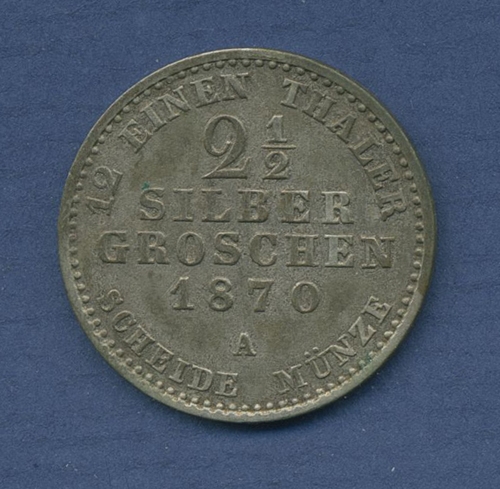 12 EINEN THALER
2 1/2
SILBER
GROSCHEN
1870
A
SCHEIDE MÜNZE